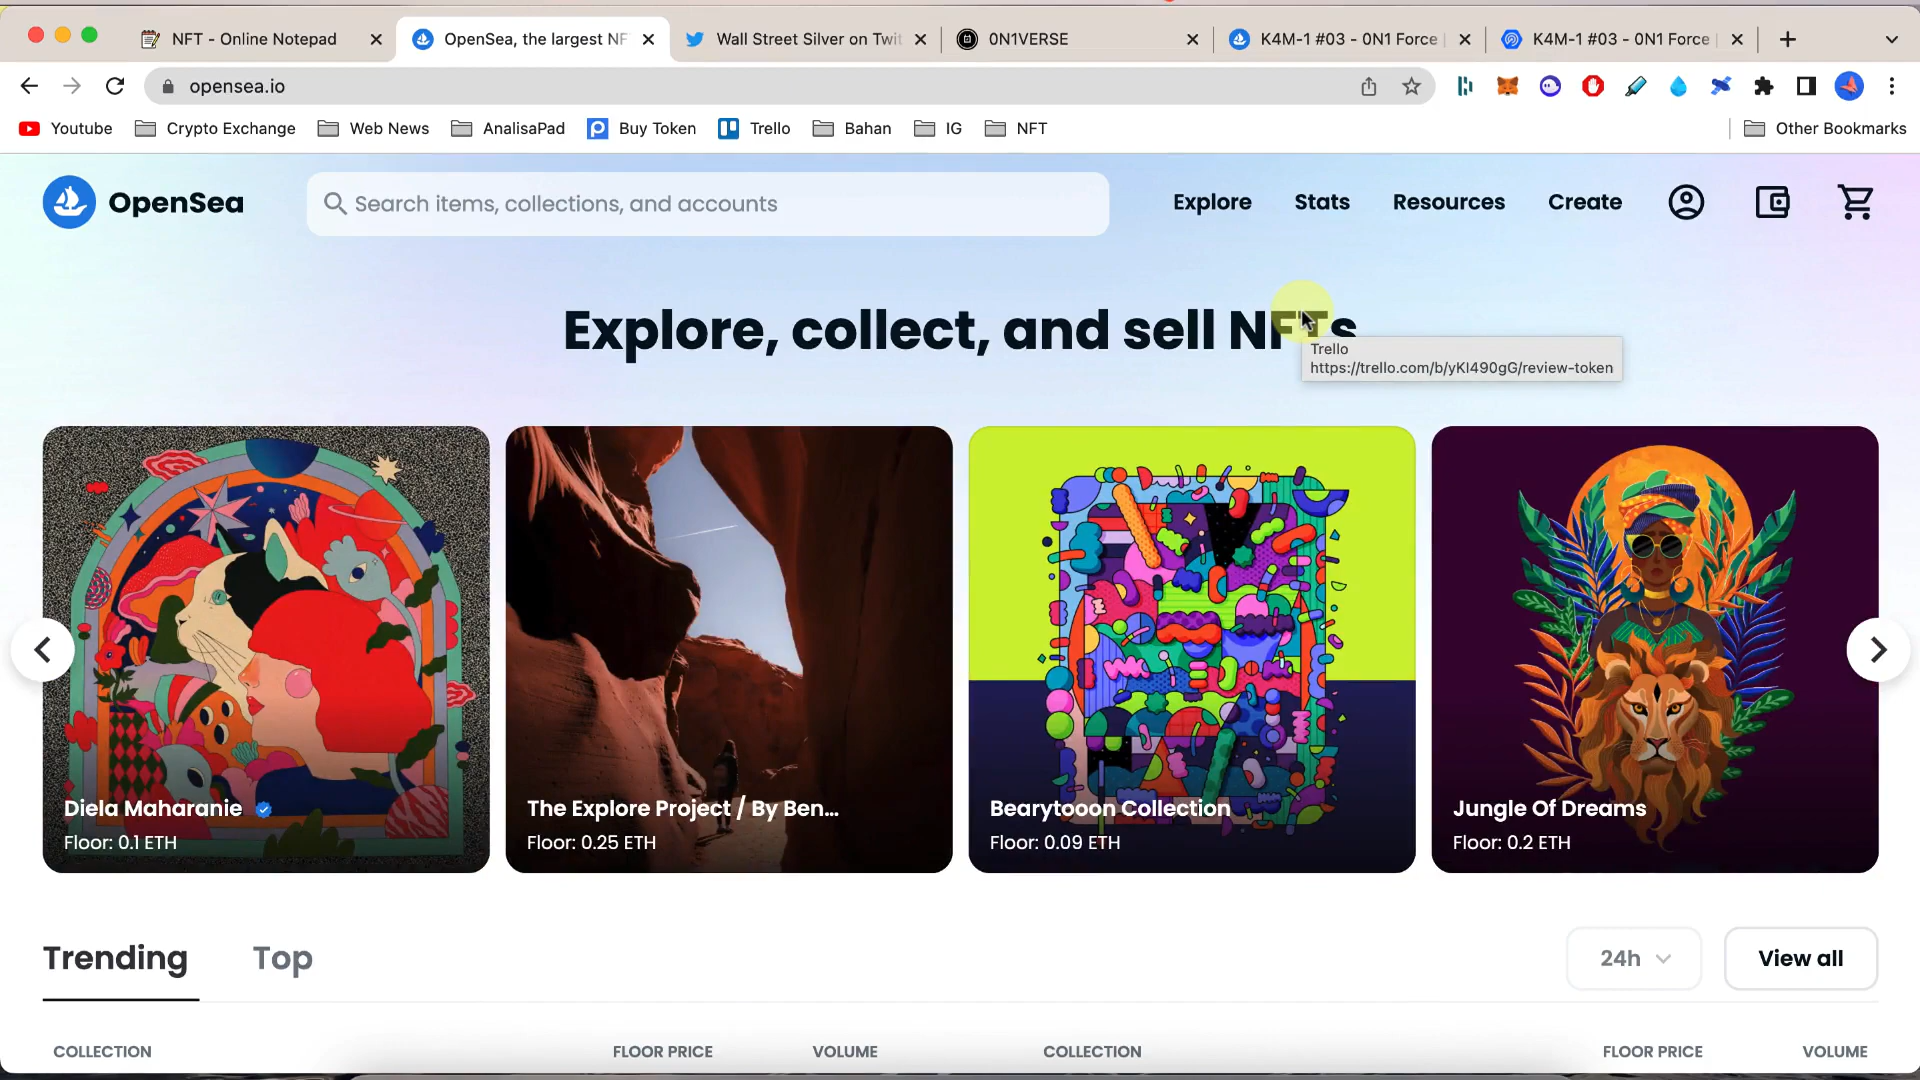 NFT - Online Notepad
OpenSea, the largest NF
Wall Street Silver on Twit
0N1VERSE
K4M-1 #03 - 0N1 Force |
K4M-1 #03 - 0N1 Force |
opensea.io
Youtube
Crypto Exchange
Web News
AnalisaPad
Buy Token
Trello
Bahan
IG
NFT
Other Bookmarks
OpenSea
Search items, collections, and accounts
Explore
Stats
Resources
Create
Explore, collect, and sell NFTs
Trello
https://trello.com/b/yKl490gG/review-token
Diela Maharanie
Floor: 0.1 ETH
The Explore Project / By Ben...
Floor: 0.25 ETH
Bearytooon Collection
Floor: 0.09 ETH
Jungle Of Dreams
Floor: 0.2 ETH
Trending
Top
24h
View all
COLLECTION
FLOOR PRICE
VOLUME
COLLECTION
FLOOR PRICE
VOLUME